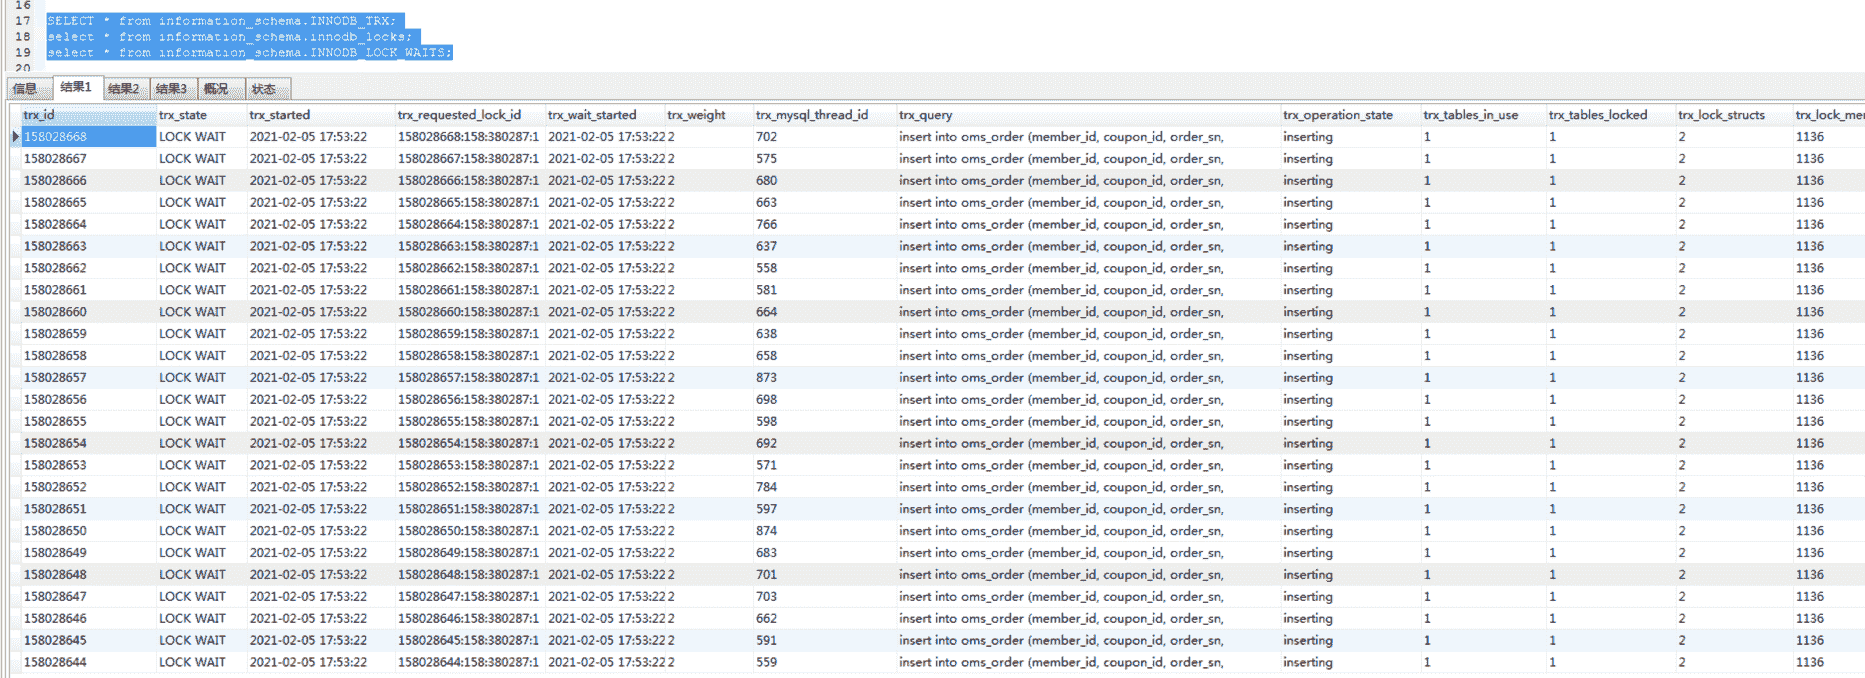 16
17 SELECT * from information_schema.INNODB_TRX;
18 select * from information_schema.innodb_locks;
19 select * from information_schema.INNODB_LOCK_WAITS;
20
信息 结果1 结果2 结果3 概况 状态
trx_id trx_state trx_started trx_requested_lock_id trx_wait_started trx_weight trx_mysql_thread_id trx_query trx_operation_state trx_tables_in_use trx_tables_locked trx_lock_structs trx_lock_me
158028668 LOCK WAIT 2021-02-05 17:53:22 158028668:158:380287:1 2021-02-05 17:53:22 2 702 insert into oms_order (member_id, coupon_id, order_sn, inserting 1 1 2 1136
158028667 LOCK WAIT 2021-02-05 17:53:22 158028667:158:380287:1 2021-02-05 17:53:22 2 575 insert into oms_order (member_id, coupon_id, order_sn, inserting 1 1 2 1136
158028666 LOCK WAIT 2021-02-05 17:53:22 158028666:158:380287:1 2021-02-05 17:53:22 2 680 insert into oms_order (member_id, coupon_id, order_sn, inserting 1 1 2 1136
158028665 LOCK WAIT 2021-02-05 17:53:22 158028665:158:380287:1 2021-02-05 17:53:22 2 663 insert into oms_order (member_id, coupon_id, order_sn, inserting 1 1 2 1136
158028664 LOCK WAIT 2021-02-05 17:53:22 158028664:158:380287:1 2021-02-05 17:53:22 2 766 insert into oms_order (member_id, coupon_id, order_sn, inserting 1 1 2 1136
158028663 LOCK WAIT 2021-02-05 17:53:22 158028663:158:380287:1 2021-02-05 17:53:22 2 637 insert into oms_order (member_id, coupon_id, order_sn, inserting 1 1 2 1136
158028662 LOCK WAIT 2021-02-05 17:53:22 158028662:158:380287:1 2021-02-05 17:53:22 2 558 insert into oms_order (member_id, coupon_id, order_sn, inserting 1 1 2 1136
158028661 LOCK WAIT 2021-02-05 17:53:22 158028661:158:380287:1 2021-02-05 17:53:22 2 581 insert into oms_order (member_id, coupon_id, order_sn, inserting 1 1 2 1136
158028660 LOCK WAIT 2021-02-05 17:53:22 158028660:158:380287:1 2021-02-05 17:53:22 2 664 insert into oms_order (member_id, coupon_id, order_sn, inserting 1 1 2 1136
158028659 LOCK WAIT 2021-02-05 17:53:22 158028659:158:380287:1 2021-02-05 17:53:22 2 638 insert into oms_order (member_id, coupon_id, order_sn, inserting 1 1 2 1136
158028658 LOCK WAIT 2021-02-05 17:53:22 158028658:158:380287:1 2021-02-05 17:53:22 2 658 insert into oms_order (member_id, coupon_id, order_sn, inserting 1 1 2 1136
158028657 LOCK WAIT 2021-02-05 17:53:22 158028657:158:380287:1 2021-02-05 17:53:22 2 873 insert into oms_order (member_id, coupon_id, order_sn, inserting 1 1 2 1136
158028656 LOCK WAIT 2021-02-05 17:53:22 158028656:158:380287:1 2021-02-05 17:53:22 2 698 insert into oms_order (member_id, coupon_id, order_sn, inserting 1 1 2 1136
158028655 LOCK WAIT 2021-02-05 17:53:22 158028655:158:380287:1 2021-02-05 17:53:22 2 598 insert into oms_order (member_id, coupon_id, order_sn, inserting 1 1 2 1136
158028654 LOCK WAIT 2021-02-05 17:53:22 158028654:158:380287:1 2021-02-05 17:53:22 2 692 insert into oms_order (member_id, coupon_id, order_sn, inserting 1 1 2 1136
158028653 LOCK WAIT 2021-02-05 17:53:22 158028653:158:380287:1 2021-02-05 17:53:22 2 571 insert into oms_order (member_id, coupon_id, order_sn, inserting 1 1 2 1136
158028652 LOCK WAIT 2021-02-05 17:53:22 158028652:158:380287:1 2021-02-05 17:53:22 2 784 insert into oms_order (member_id, coupon_id, order_sn, inserting 1 1 2 1136
158028651 LOCK WAIT 2021-02-05 17:53:22 158028651:158:380287:1 2021-02-05 17:53:22 2 597 insert into oms_order (member_id, coupon_id, order_sn, inserting 1 1 2 1136
158028650 LOCK WAIT 2021-02-05 17:53:22 158028650:158:380287:1 2021-02-05 17:53:22 2 874 insert into oms_order (member_id, coupon_id, order_sn, inserting 1 1 2 1136
158028649 LOCK WAIT 2021-02-05 17:53:22 158028649:158:380287:1 2021-02-05 17:53:22 2 683 insert into oms_order (member_id, coupon_id, order_sn, inserting 1 1 2 1136
158028648 LOCK WAIT 2021-02-05 17:53:22 158028648:158:380287:1 2021-02-05 17:53:22 2 701 insert into oms_order (member_id, coupon_id, order_sn, inserting 1 1 2 1136
158028647 LOCK WAIT 2021-02-05 17:53:22 158028647:158:380287:1 2021-02-05 17:53:22 2 703 insert into oms_order (member_id, coupon_id, order_sn, inserting 1 1 2 1136
158028646 LOCK WAIT 2021-02-05 17:53:22 158028646:158:380287:1 2021-02-05 17:53:22 2 662 insert into oms_order (member_id, coupon_id, order_sn, inserting 1 1 2 1136
158028645 LOCK WAIT 2021-02-05 17:53:22 158028645:158:380287:1 2021-02-05 17:53:22 2 591 insert into oms_order (member_id, coupon_id, order_sn, inserting 1 1 2 1136
158028644 LOCK WAIT 2021-02-05 17:53:22 158028644:158:380287:1 2021-02-05 17:53:22 2 559 insert into oms_order (member_id, coupon_id, order_sn, inserting 1 1 2 1136